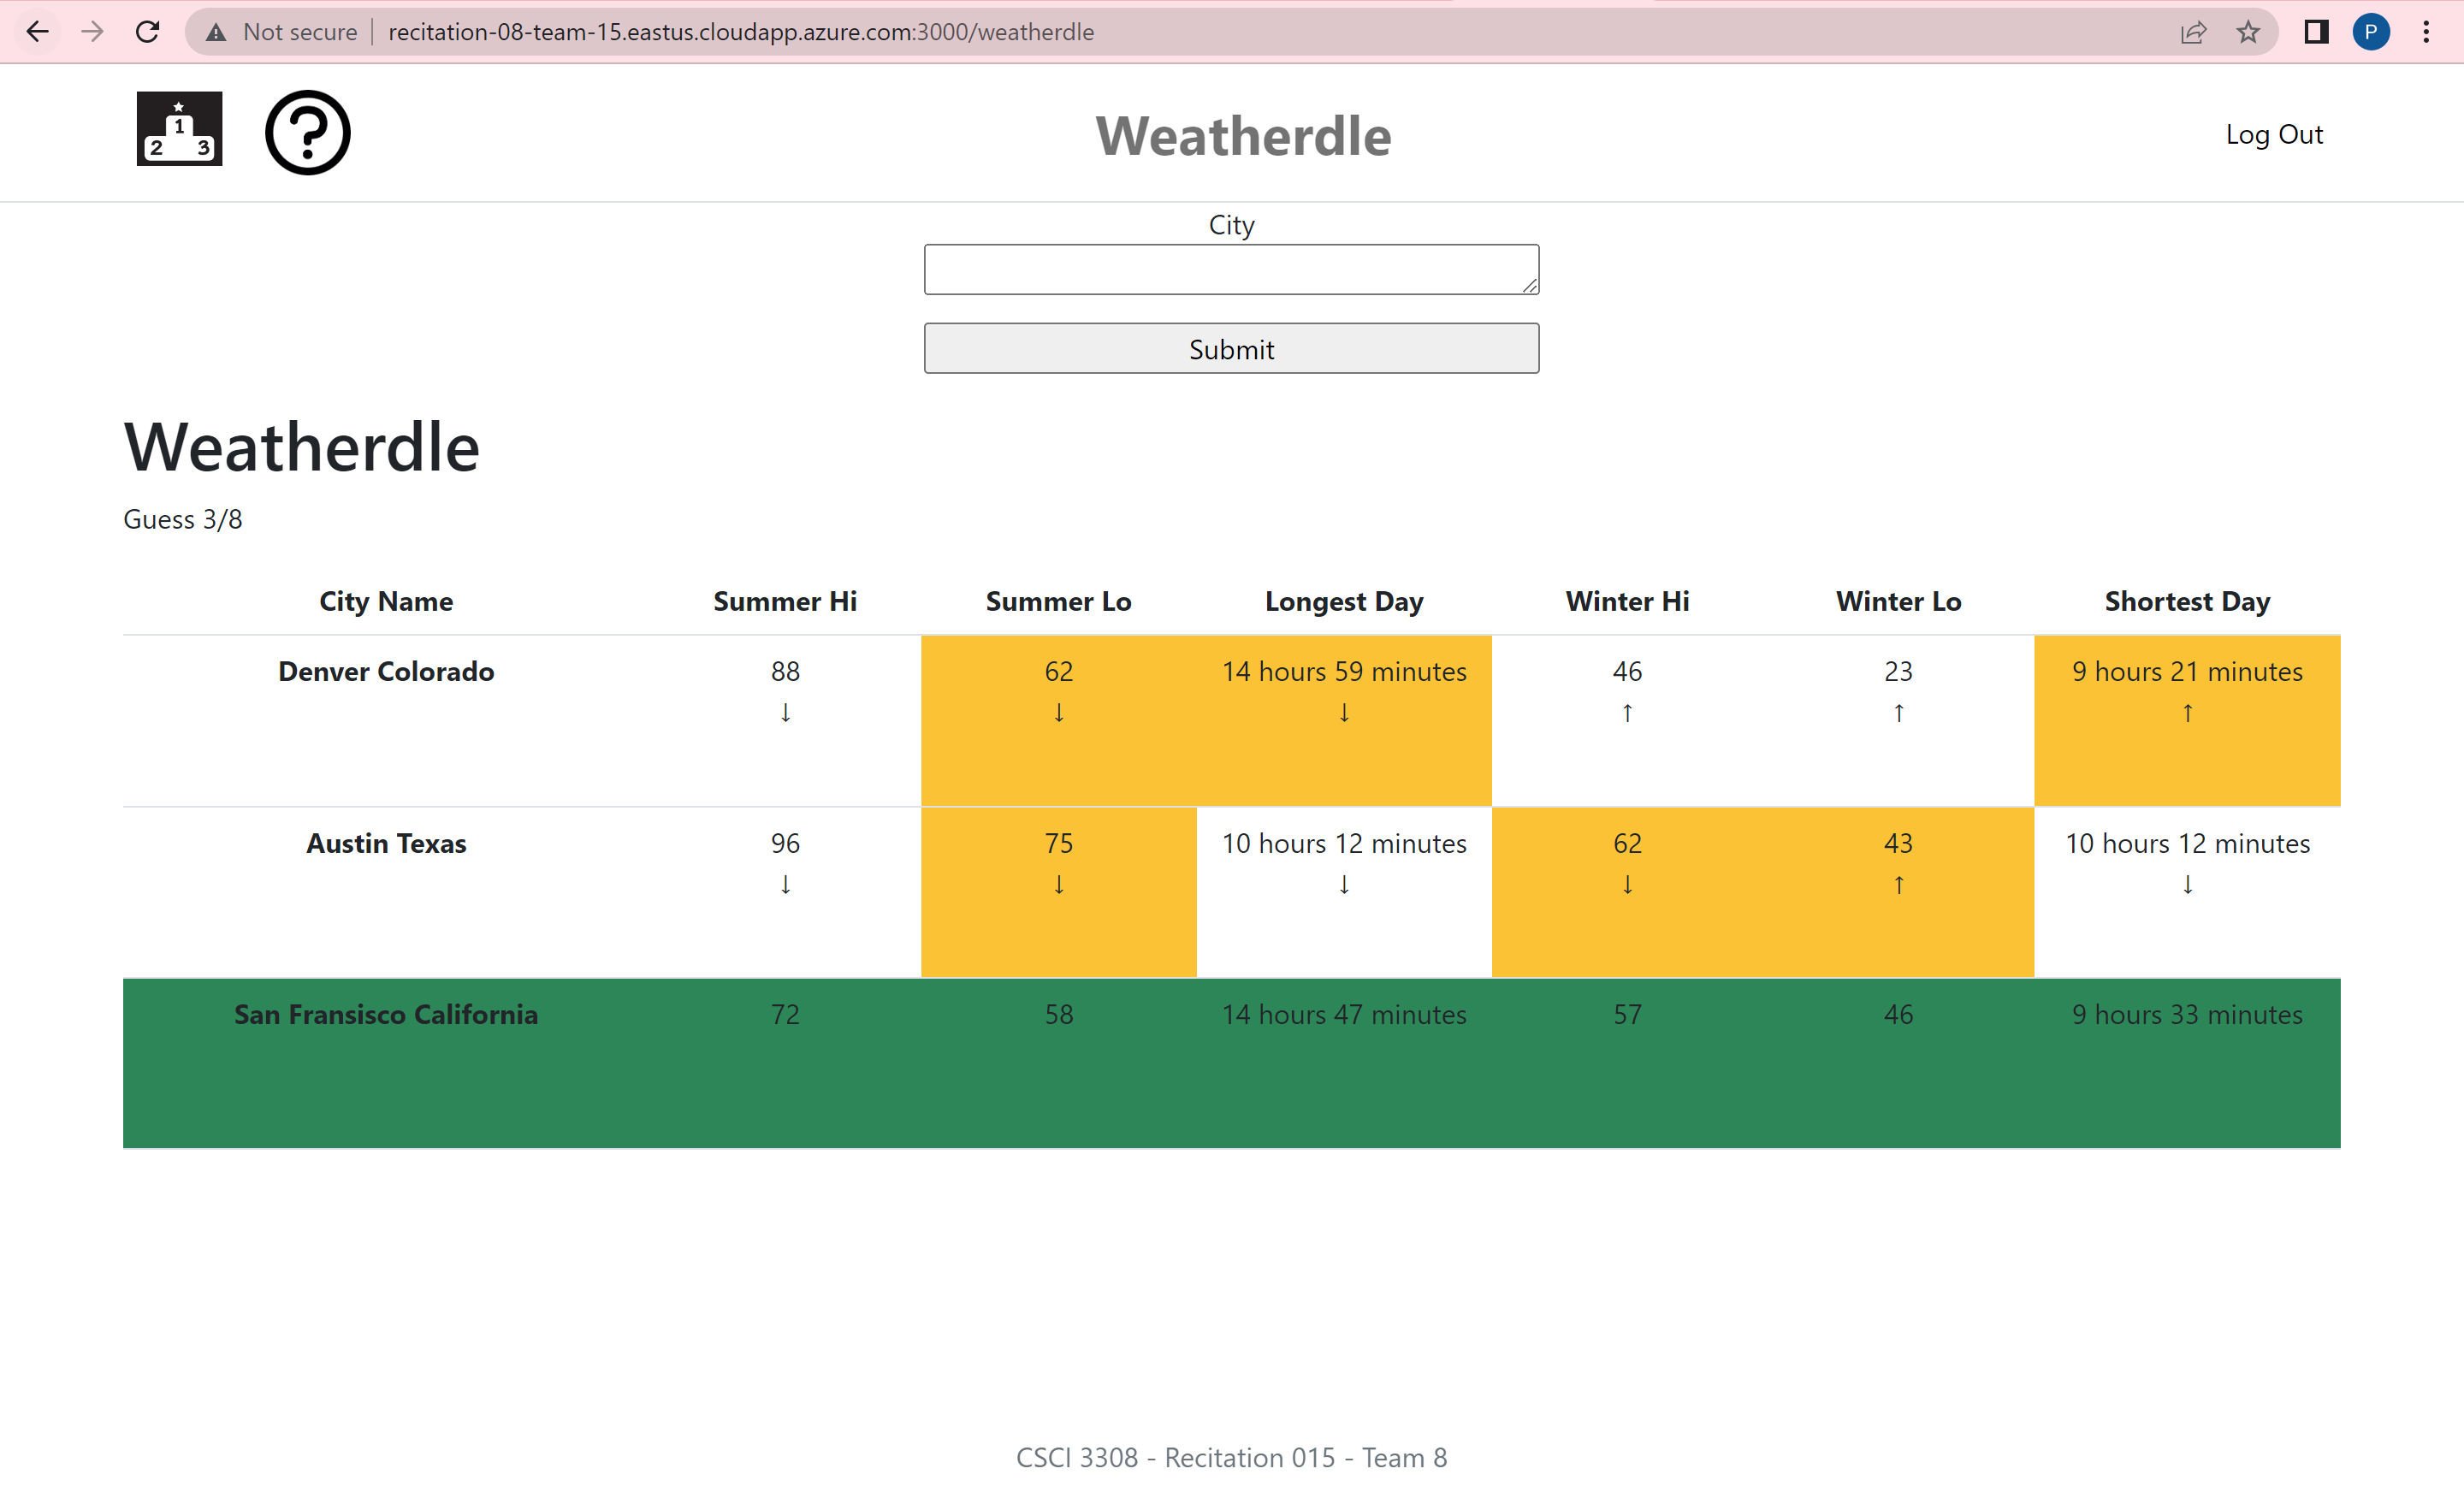 Not secure | recitation-08-team-15.eastus.cloudapp.azure.com:3000/weatherdle P
1 2 3 ? Weatherdle Log Out
City
Submit
Weatherdle
Guess 3/8
City Name Summer Hi Summer Lo Longest Day Winter Hi Winter Lo Shortest Day
Denver Colorado 88 62 14 hours 59 minutes 46 23 9 hours 21 minutes
↓ ↓ ↓ ↑ ↑ ↑
Austin Texas 96 75 10 hours 12 minutes 62 43 10 hours 12 minutes
↓ ↓ ↓ ↓ ↑ ↓
San Fransisco California 72 58 14 hours 47 minutes 57 46 9 hours 33 minutes
CSCI 3308 - Recitation 015 - Team 8